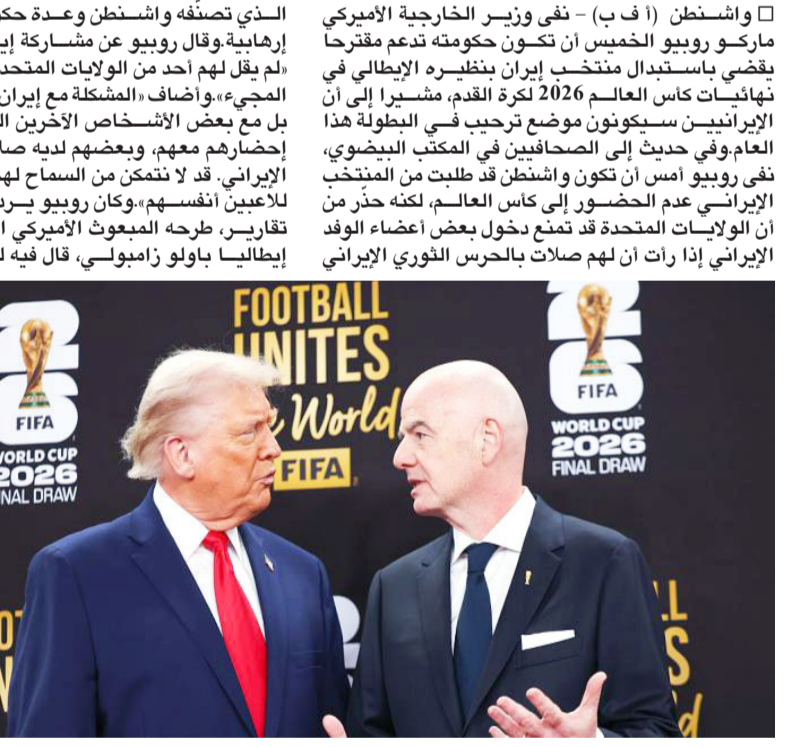 □ واشنطن (أ ف ب) - نفى وزير الخارجية الأميركي
ماركو روبيو الخميس أن تكون حكومته تدعم مقترحا
يقضي باستبدال منتخب إيران بنظيره الإيطالي في
نهائيات كأس العالم 2026 لكرة القدم، مشيرا إلى أن
الإيرانيين سيكونون موضع ترحيب في البطولة هذا
العام.وفي حديث إلى الصحافيين في المكتب البيضوي،
نفى روبيو أمس أن تكون واشنطن قد طلبت من المنتخب
الإيراني عدم الحضور إلى كأس العالم، لكنه حذّر من
أن الولايات المتحدة قد تمنع دخول بعض أعضاء الوفد
الإيراني إذا رأت أن لهم صلات بالحرس الثوري الإيراني
الذي تصنّفه واشنطن وعدة
إرهابية.وقال روبيو عن مشاركة
«لم يقل لهم أحد من الولايات
المجيء».وأضاف «المشكلة مع إيران
بل مع بعض الأشخاص الآخرين
إحضارهم معهم، وبعضهم لديه
الإيراني. قد لا نتمكن من السماح
للاعبين أنفسهم».وكان روبيو
تقارير، طرحه المبعوث الأميركي
إيطاليا باولو زامبولي، قال فيه
FOOTBALL
UNITES
World
FIFA
FIFA
WORLD CUP
2026
FINAL DRAW
FIFA
WORLD CUP
2026
FINAL DRAW